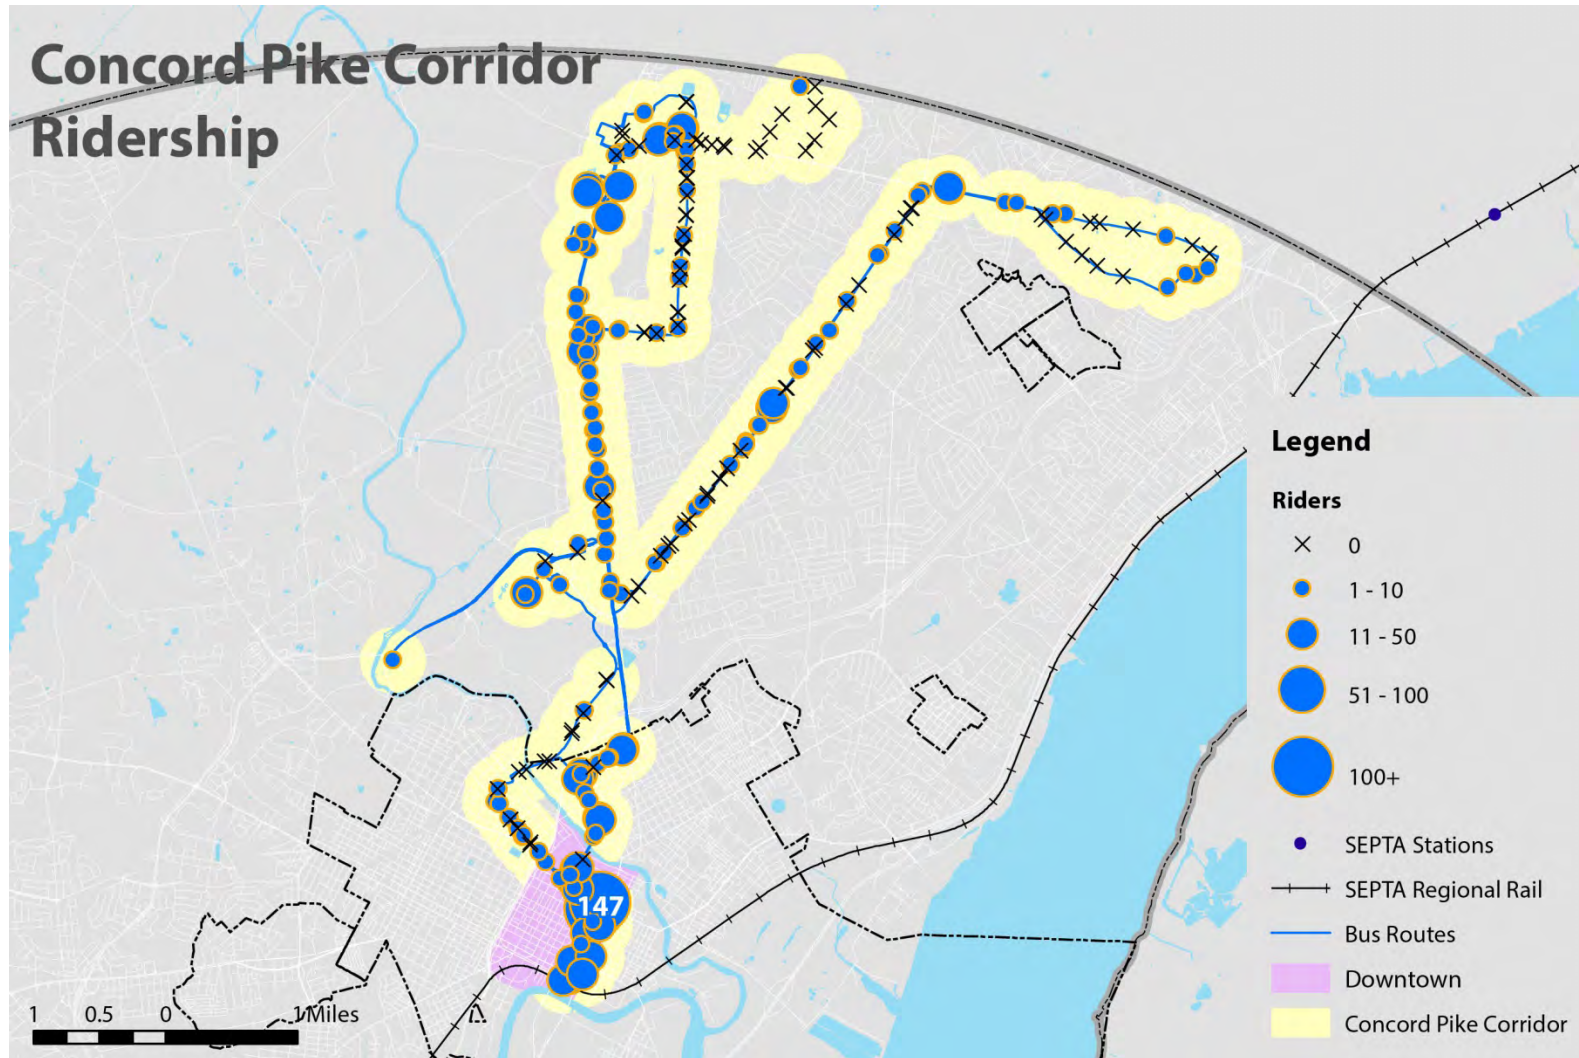 Concord Pike Corridor
Ridership
147
Legend
Riders
0
1 - 10
11 - 50
51 - 100
100+
SEPTA Stations
SEPTA Regional Rail
Bus Routes
Downtown
Concord Pike Corridor
1 0.5 0 1 Miles